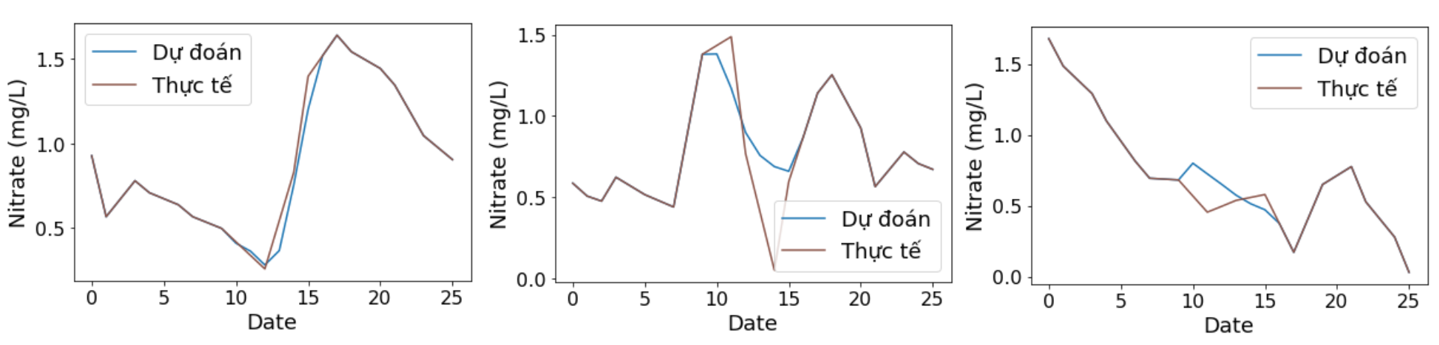 Nitrate (mg/L)
1.5
1.0
0.5
Dự đoán
Thực tế
0 5 10 15 20 25
Date
Nitrate (mg/L)
1.5
1.0
0.5
0.0
Dự đoán
Thực tế
0 5 10 15 20 25
Date
Nitrate (mg/L)
1.5
1.0
0.5
0.0
Dự đoán
Thực tế
0 5 10 15 20 25
Date